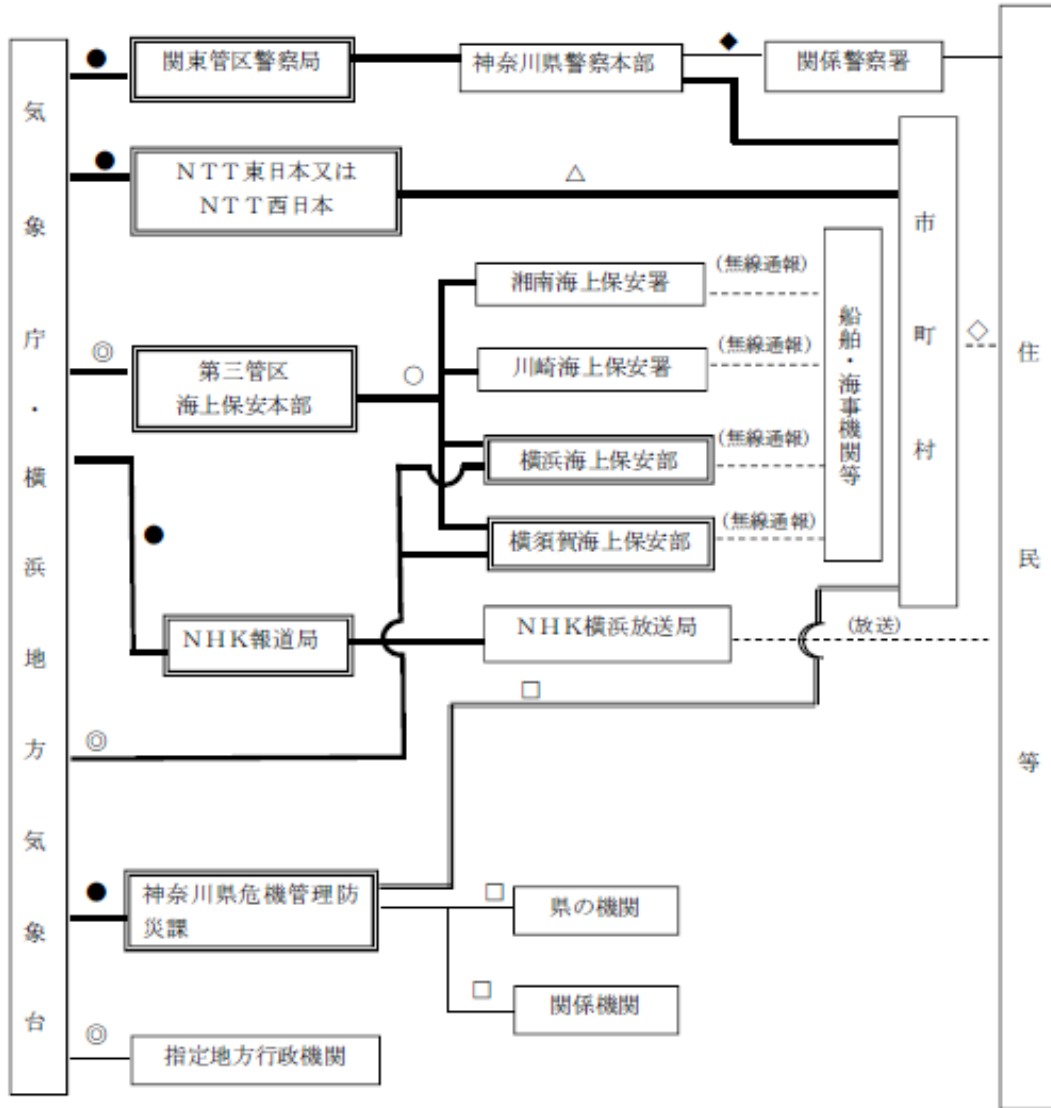 気象庁・横浜地方気象台
●
関東管区警察局
神奈川県警察本部
◆
関係警察署
●
ＮＴＴ東日本又は
ＮＴＴ西日本
△
市町村
◎
第三管区
海上保安本部
○
湘南海上保安署
(無線通報)
川崎海上保安署
(無線通報)
横浜海上保安部
(無線通報)
横須賀海上保安部
(無線通報)
船舶・海事機関等
◇
住民等
●
ＮＨＫ報道局
ＮＨＫ横浜放送局
(放送)
◎
□
●
神奈川県危機管理防
災課
□
県の機関
□
関係機関
◎
指定地方行政機関